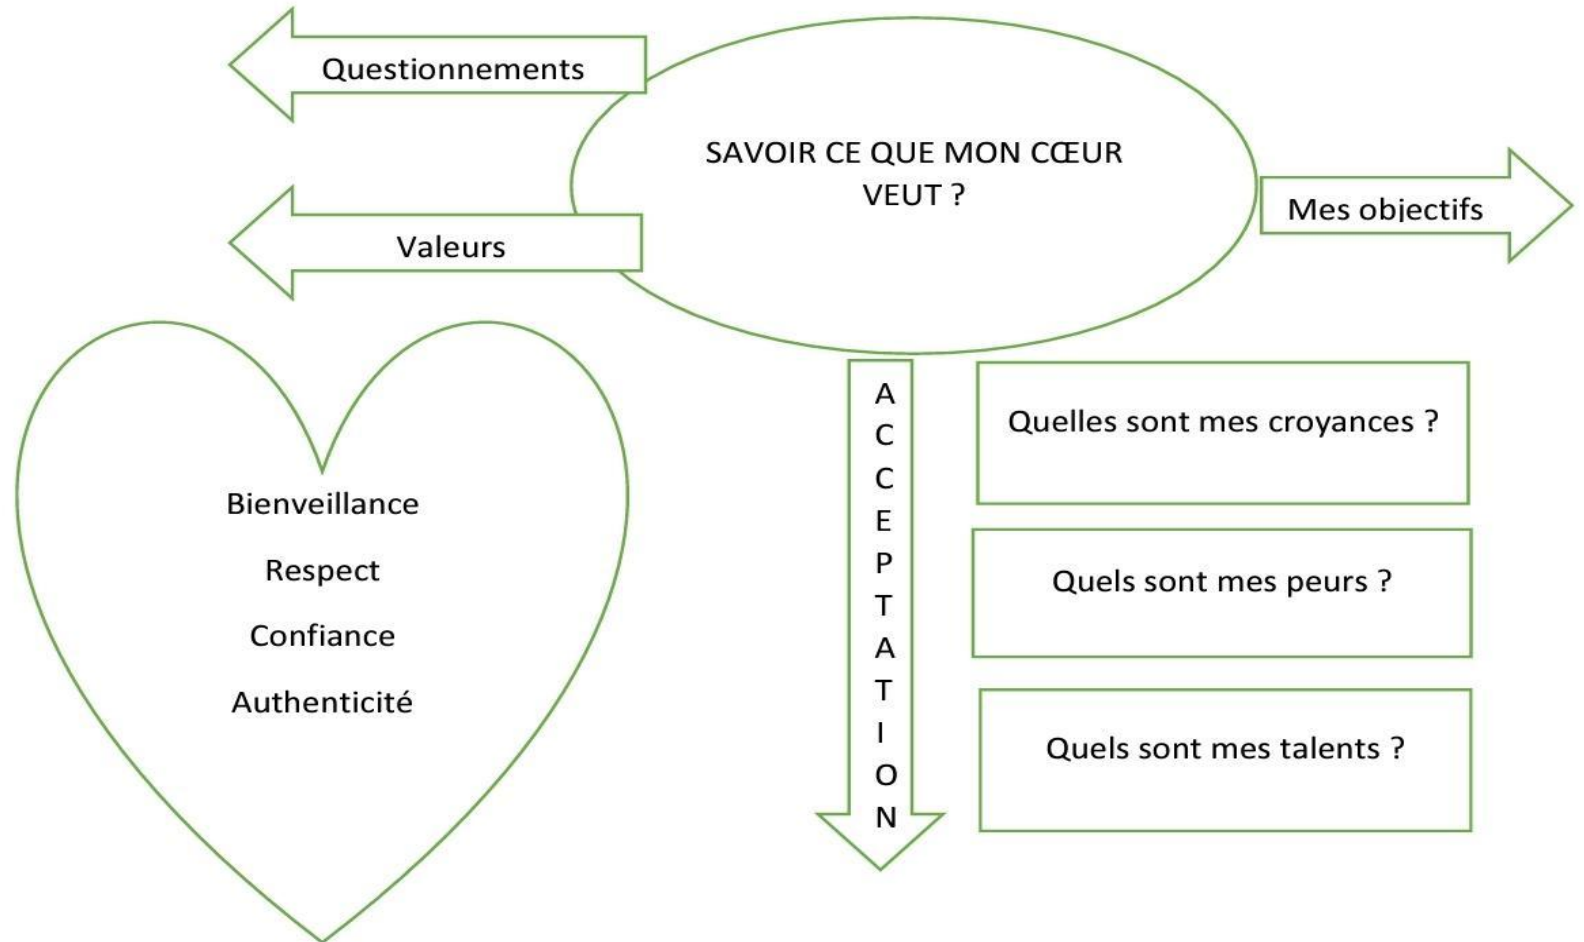 Questionnements
SAVOIR CE QUE MON CŒUR
VEUT ?
Mes objectifs
Valeurs
Bienveillance
Respect
Confiance
Authenticité
ACCEPTATION
Quelles sont mes croyances ?
Quels sont mes peurs ?
Quels sont mes talents ?